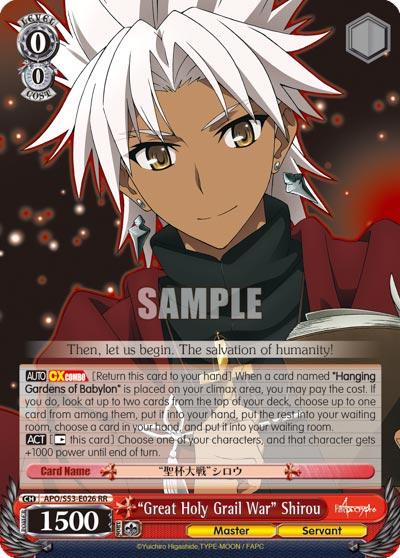 LEVEL
0
0
COST
SAMPLE
Then, let us begin. The salvation of humanity!
AUTO CX COMBO [Return this card to your hand] When a card named "Hanging
Gardens of Babylon" is placed on your climax area, you may pay the cost. If
you do, look at up to two cards from the top of your deck, choose up to one
card from among them, put it in your hand, put the rest into your waiting
room, choose a card in your hand, and put it into your waiting room.
ACT [ this card] Choose one of your characters, and that character gets
+1000 power until end of turn.
Card Name
"聖杯大戦"シロウ
CH APO/S53-E026 RR
POWER
1500
"Great Holy Grail War" Shirou
Fate/Apocrypha
Master
Servant
©Yuichiro Higashide,TYPE-MOON / FAPC